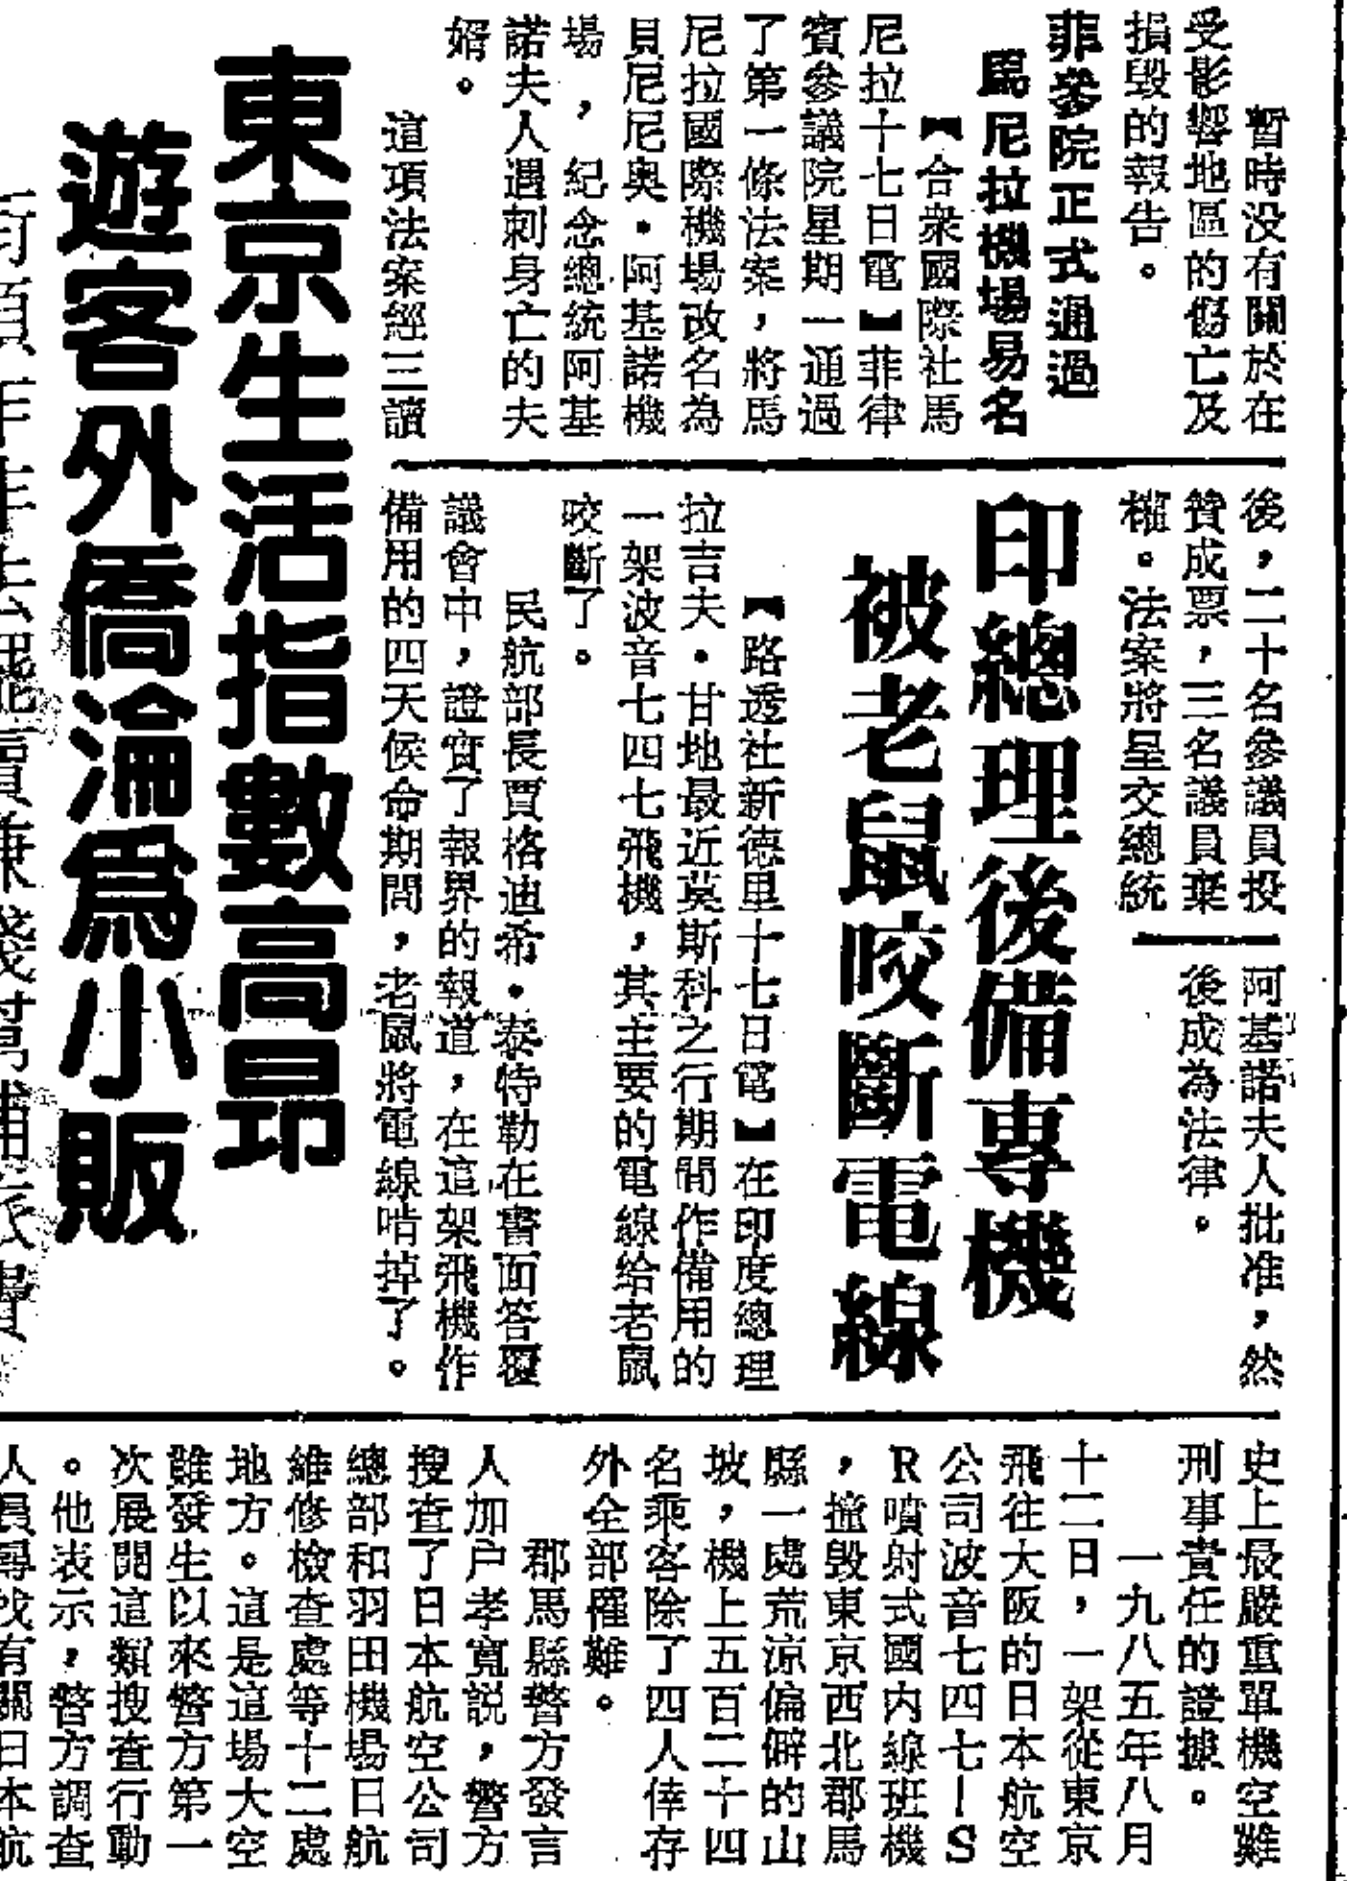 暫時没有關於在
受影響地區的傷亡及
損毀的報告。
菲參院正式通過
馬尼拉機場易名
【合衆國際社馬
尼拉十七日電】菲律
賓參議院星期一通過
了第一條法案，將馬
尼拉國際機場改名為
貝尼尼奥·阿基諾機
場，紀念總統阿基
諾夫人遇刺身亡的夫
婿。
這項法案經三讀
後，二十名參議員投
贊成票，三名議員棄
權。法案將呈交總統
阿基諾夫人批准，然
後成為法律。
印總理後備專機
被老鼠咬斷電線
【路透社新德里十七日電】在印度總理
拉吉夫·甘地最近莫斯科之行期間作備用的
一架波音七四七飛機，其主要的電線给老鼠
咬斷了。
民航部長賈格迪希·泰特勒在書面答覆
議會中，證實了報界的報道，在這架飛機作
備用的四天候命期間，老鼠將電線啃掉了。
東京生活指數高昂
遊客外僑淪爲小販
史上最嚴重單機空難
刑事責任的證據。
一九八五年八月
十二日，一架從東京
飛往大阪的日本航空
公司波音七四七—S
R噴射式國内線班機
，撞毀東京西北郡馬
縣一處荒涼偏僻的山
坡，機上五百二十四
名乘客除了四人倖存
外全部罹難。
郡馬縣警方發言
人加户孝寬説，警方
搜查了日本航空公司
總部和羽田機場日航
維修檢查處等十二處
地方。這是這場大空
難發生以來警方第一
次展開這類搜查行動
。他表示，警方調查
人員尋找有關日本航